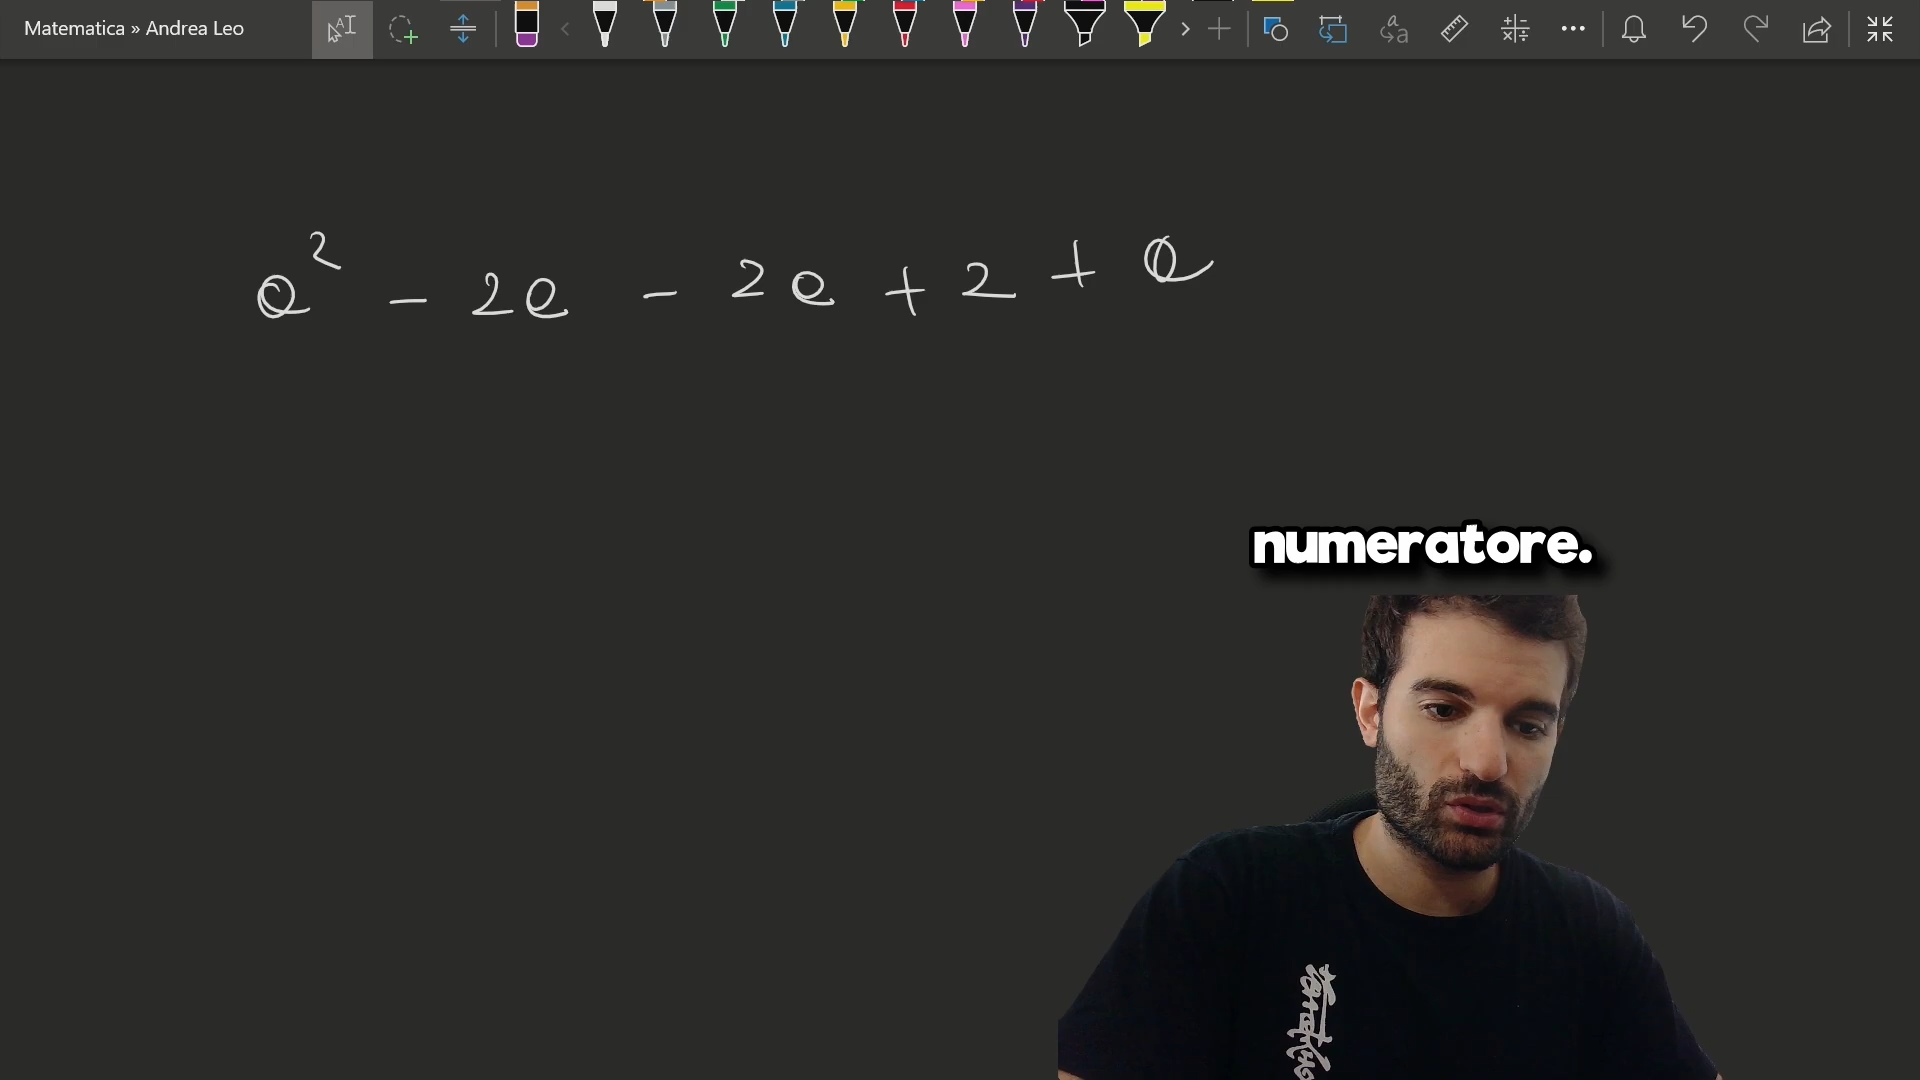 Matematica » Andrea Leo
a² - 2a - 2a + 2 + a
numeratore.